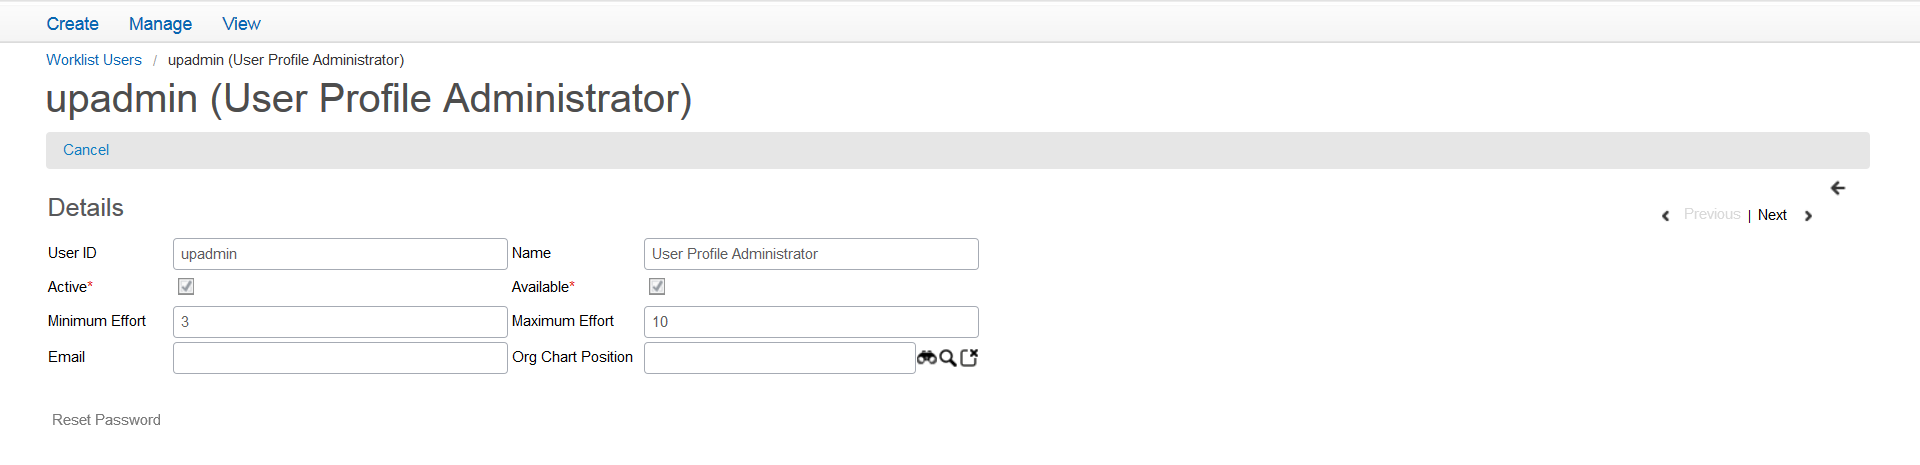 Create Manage View
Worklist Users / upadmin (User Profile Administrator)
upadmin (User Profile Administrator)
Cancel
Details
Previous | Next
User ID upadmin Name User Profile Administrator
Active* Available*
Minimum Effort 3 Maximum Effort 10
Email Org Chart Position
Reset Password